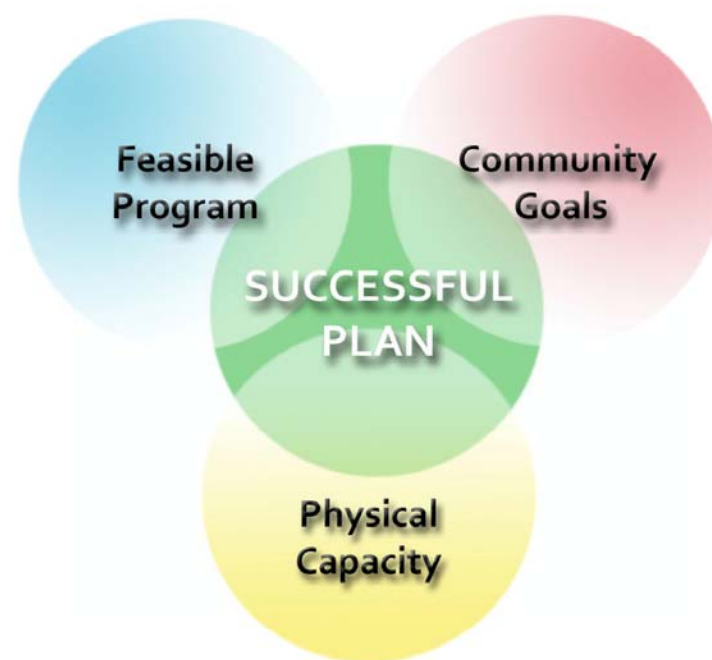 Feasible
Program
Community
Goals
SUCCESSFUL
PLAN
Physical
Capacity